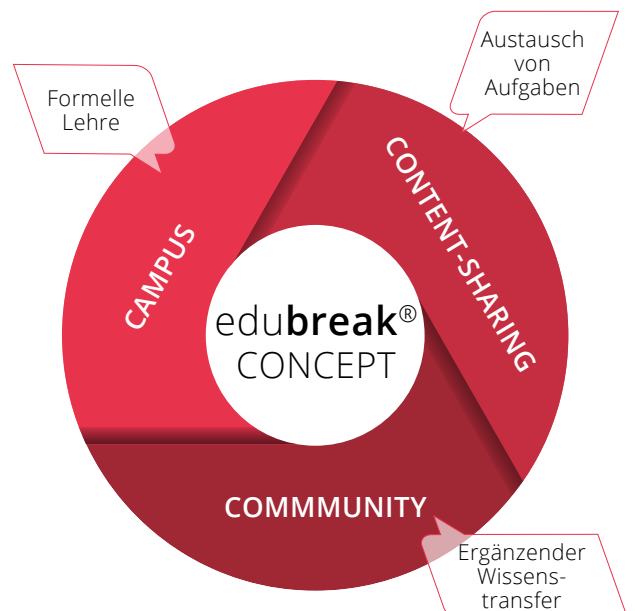 Formelle
Lehre
Austausch
von
Aufgaben
CAMPUS
CONTENT-SHARING
edubreak®
CONCEPT
COMMMUNITY
Ergänzender
Wissens-
transfer